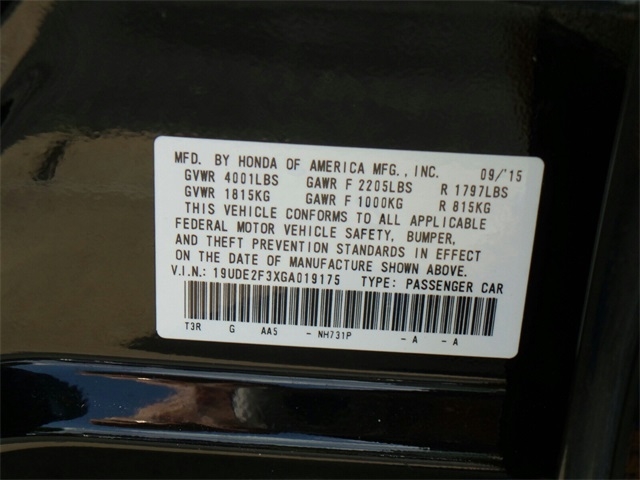 MFD. BY HONDA OF AMERICA MFG., INC. 09/'15
GVWR 4001LBS GAWR F 2205LBS R 1797LBS
GVWR 1815KG GAWR F 1000KG R 815KG
THIS VEHICLE CONFORMS TO ALL APPLICABLE
FEDERAL MOTOR VEHICLE SAFETY, BUMPER,
AND THEFT PREVENTION STANDARDS IN EFFECT
ON THE DATE OF MANUFACTURE SHOWN ABOVE.
V.I.N.: 19UDE2F3XGA019175 TYPE: PASSENGER CAR
T3R G AA5 - NH731P - A - A